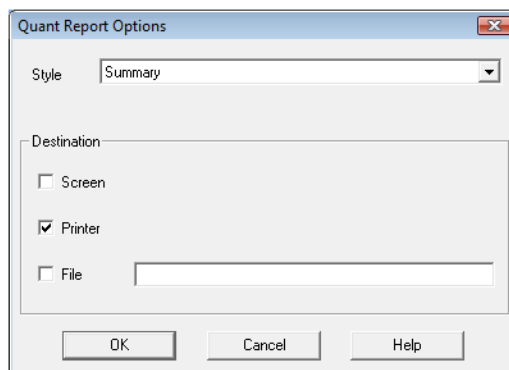 Quant Report Options
Style Summary
Destination
Screen
Printer
File
OK Cancel Help